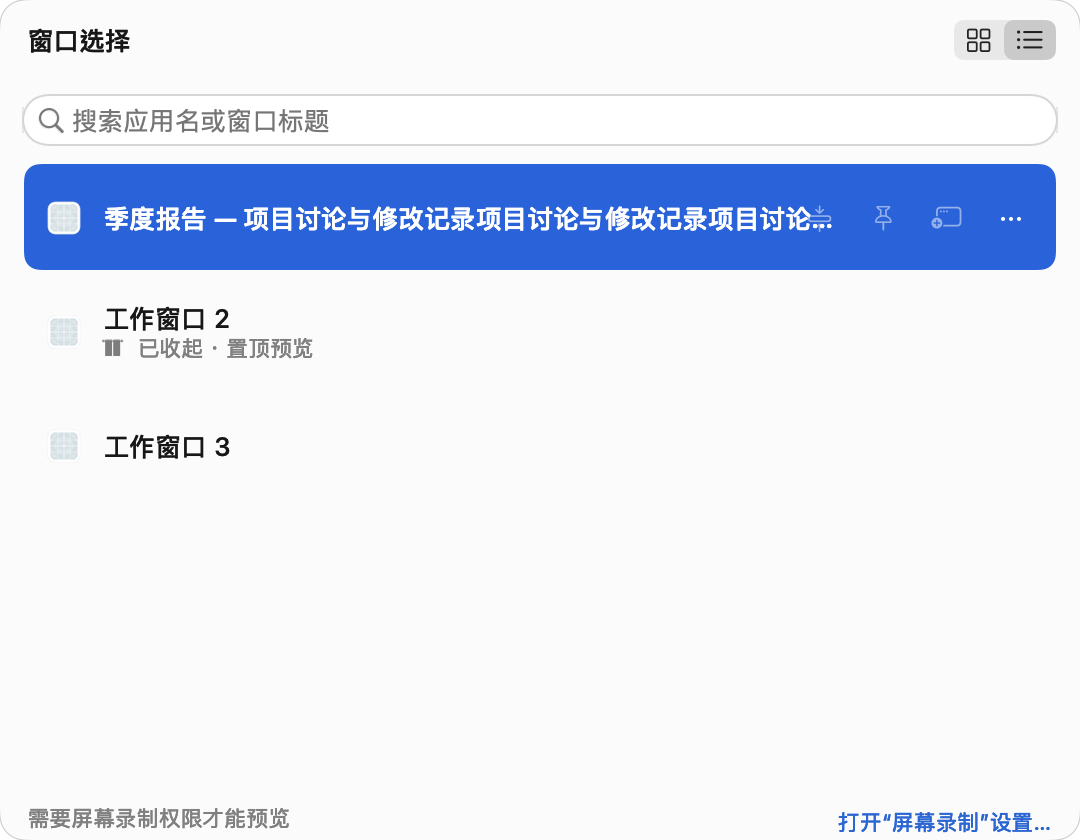 窗口选择
搜索应用名或窗口标题
季度报告 — 项目讨论与修改记录项目讨论与修改记录项目讨论...
工作窗口 2
已收起 · 置顶预览
工作窗口 3
需要屏幕录制权限才能预览
打开“屏幕录制”设置...